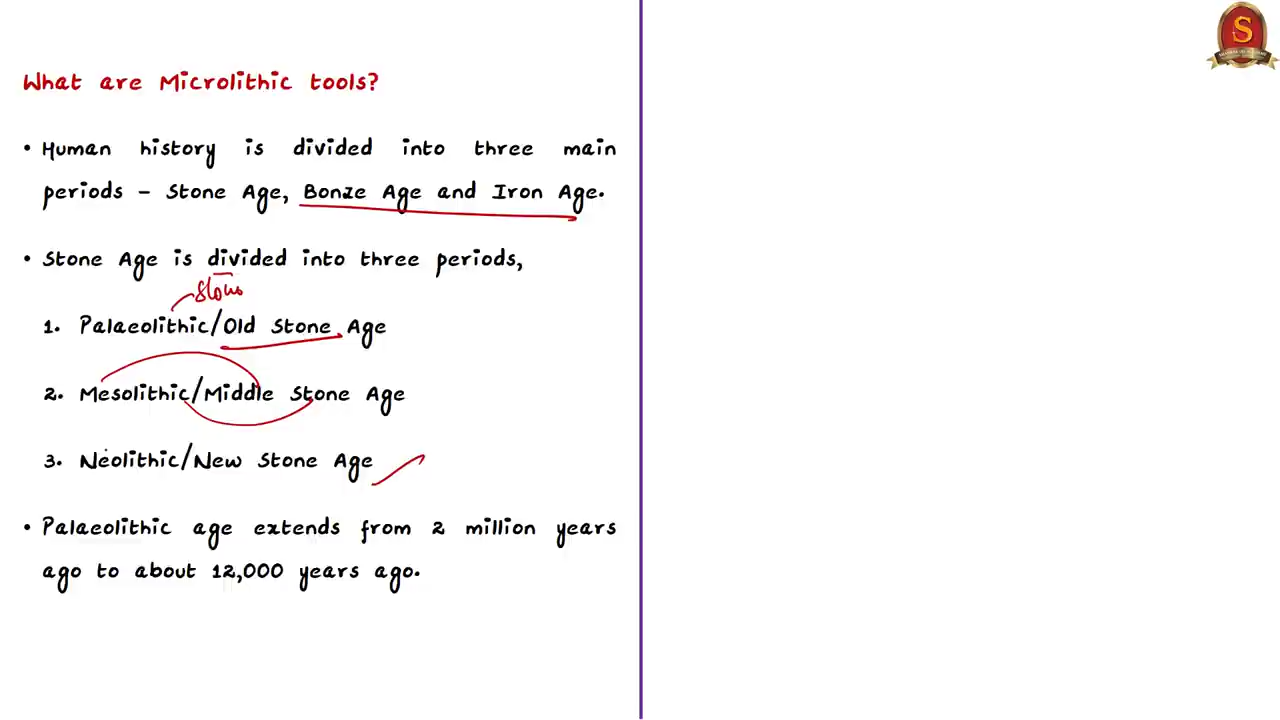 What are Microlithic tools?
• Human history is divided into three main
periods – Stone Age, Bonze Age and Iron Age.
• Stone Age is divided into three periods,
Stone
1. Palaeolithic/Old Stone Age
2. Mesolithic/Middle Stone Age
3. Neolithic/New Stone Age
• Palaeolithic age extends from 2 million years
ago to about 12,000 years ago.
S